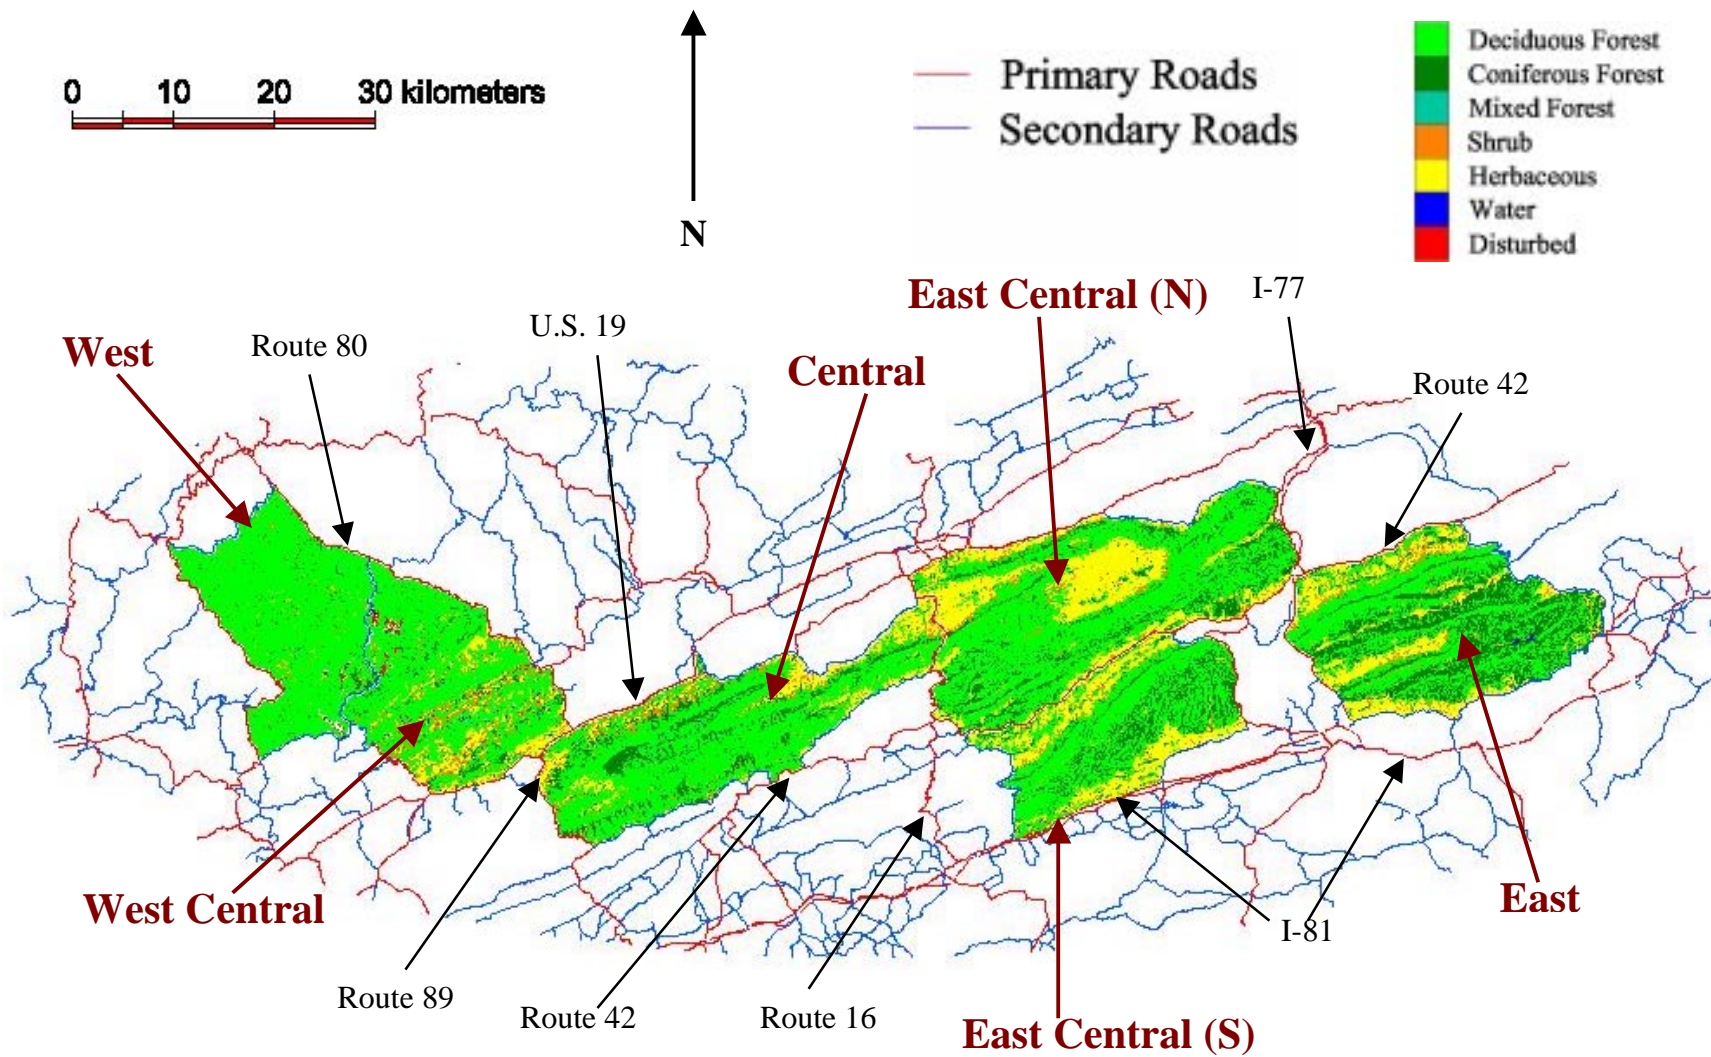 0 10 20 30 kilometers
N
Primary Roads
Secondary Roads
Deciduous Forest
Coniferous Forest
Mixed Forest
Shrub
Herbaceous
Water
Disturbed
East Central (N)
I-77
U.S. 19
West
Route 80
Central
Route 42
West Central
East
I-81
Route 89
Route 42
Route 16
East Central (S)